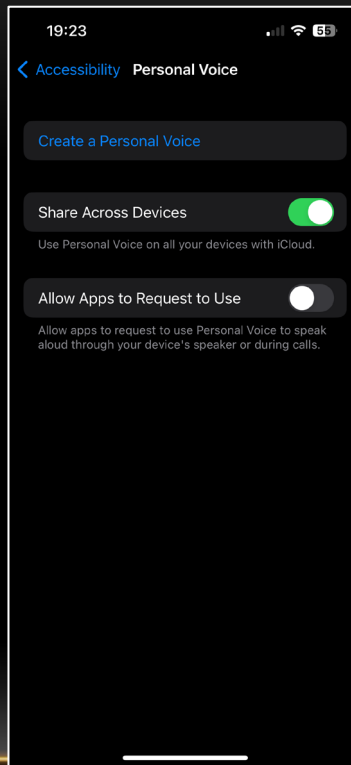 19:23
55
Accessibility Personal Voice
Create a Personal Voice
Share Across Devices
Use Personal Voice on all your devices with iCloud.
Allow Apps to Request to Use
Allow apps to request to use Personal Voice to speak
aloud through your device's speaker or during calls.